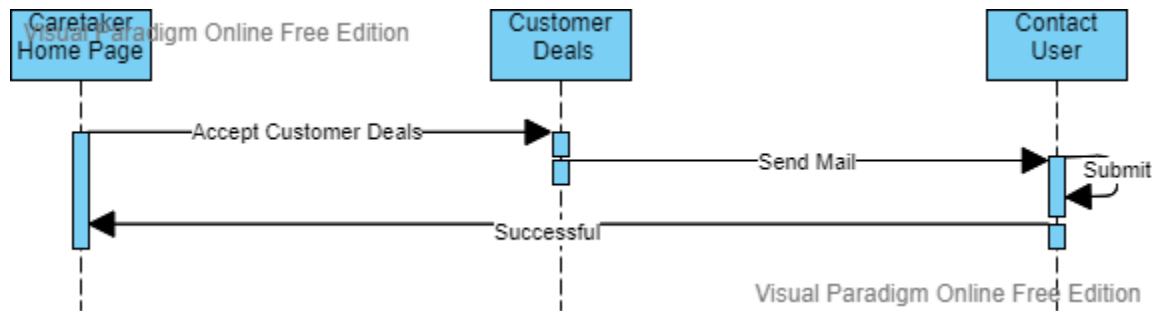 Caretaker
Home Page
Visual Paradigm Online Free Edition
Customer
Deals
Contact
User
Accept Customer Deals
Send Mail
Submit
Successful
Visual Paradigm Online Free Edition